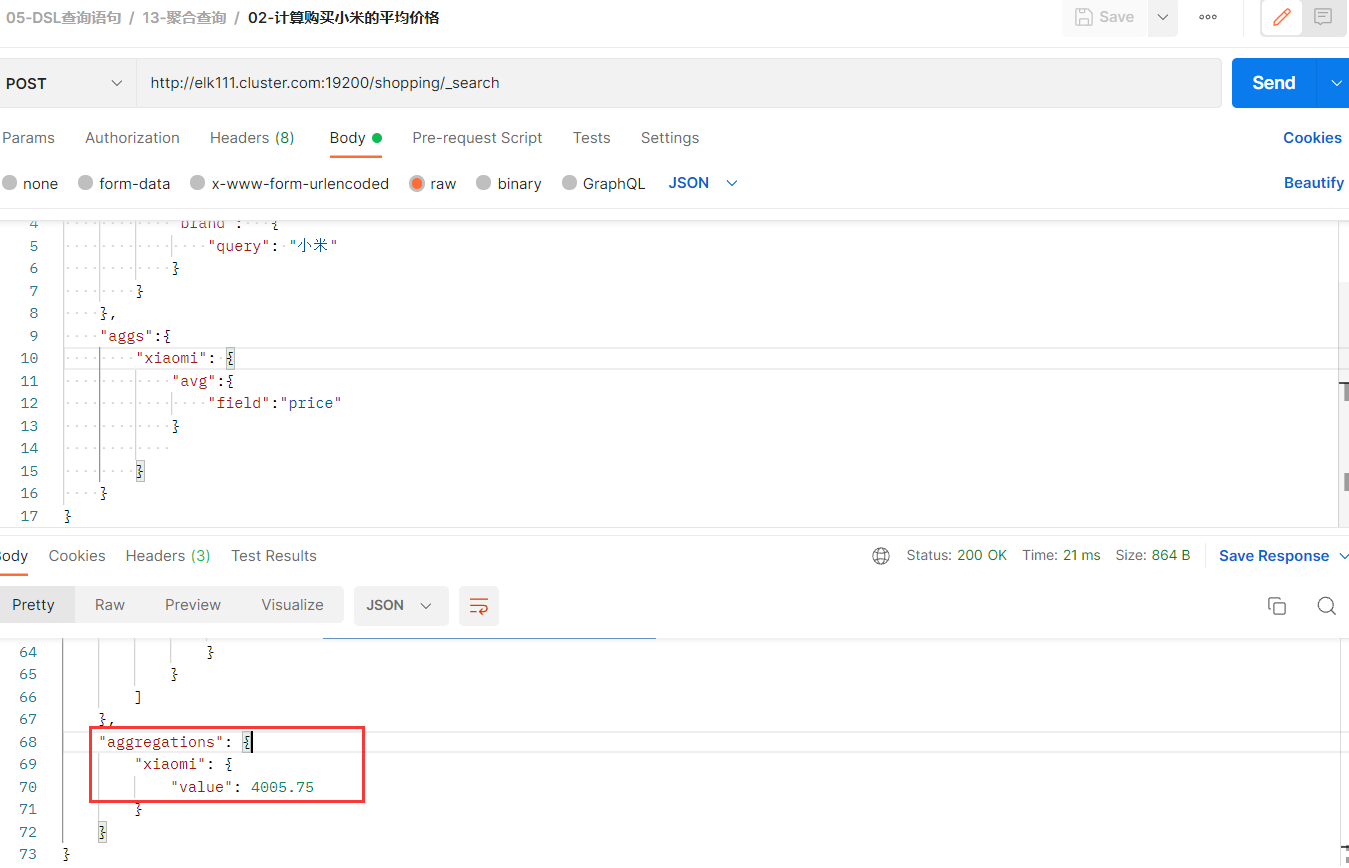 05-DSL查询语句 / 13-聚合查询 / 02-计算购买小米的平均价格
Save
POST
http://elk111.cluster.com:19200/shopping/_search
Send
Params Authorization Headers (8) Body Pre-request Script Tests Settings Cookies
none form-data x-www-form-urlencoded raw binary GraphQL JSON Beautify
4 "brand": {
5 "query": "小米"
6 }
7 }
8 },
9 "aggs":{
10 "xiaomi": {
11 "avg":{
12 "field":"price"
13 }
14
15 }
16 }
17 }
Body Cookies Headers (3) Test Results Status: 200 OK Time: 21 ms Size: 864 B Save Response
Pretty Raw Preview Visualize JSON
64 }
65 }
66 ]
67 },
68 "aggregations": {
69 "xiaomi": {
70 "value": 4005.75
71 }
72 }
73 }